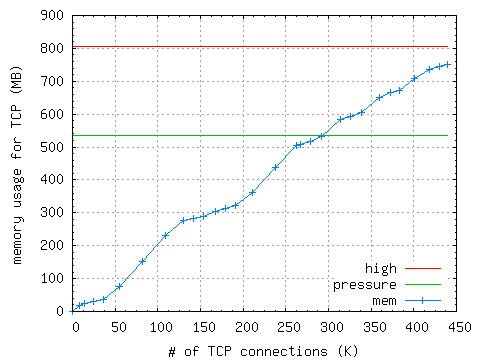 900
800
700
600
500
400
300
200
100
0
memory usage for TCP (MB)
high
pressure
mem
0 50 100 150 200 250 300 350 400 450
# of TCP connections (K)